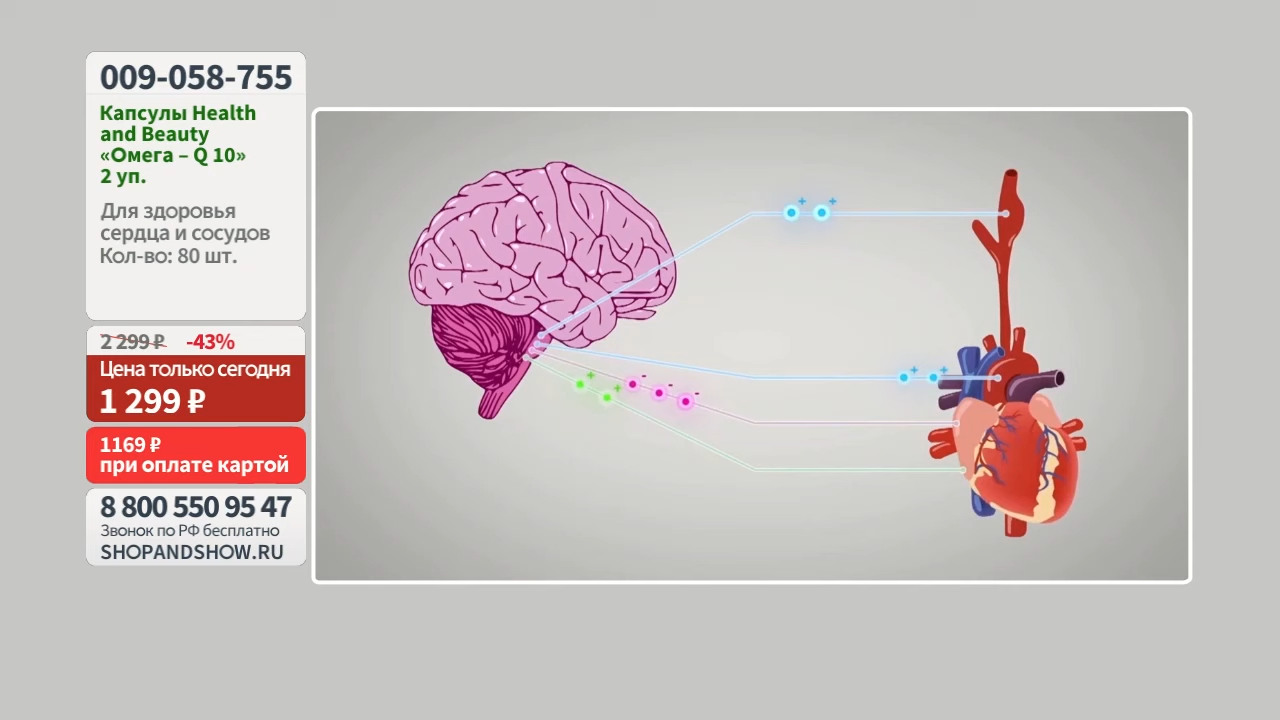 009-058-755
Капсулы Health
and Beauty
«Омега – Q 10»
2 уп.
Для здоровья
сердца и сосудов
Кол-во: 80 шт.
2 299 ₽ -43%
Цена только сегодня
1 299 ₽
1169 ₽
при оплате картой
8 800 550 95 47
Звонок по РФ бесплатно
SHOPANDSHOW.RU